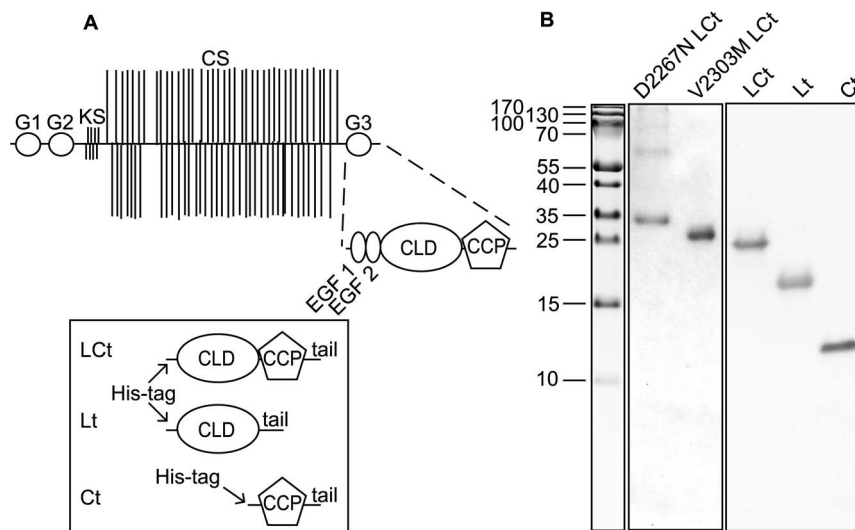 A
CS
G1 G2 KS
G3
CLD CCP
EGF 1
EGF 2
LCt
CLD CCP tail
His-tag
Lt
CLD tail
His-tag
Ct
CCP tail
B
D2267N LCt
V2303M LCt
LCt
Lt
Ct
170
130
100
70
55
40
35
25
15
10